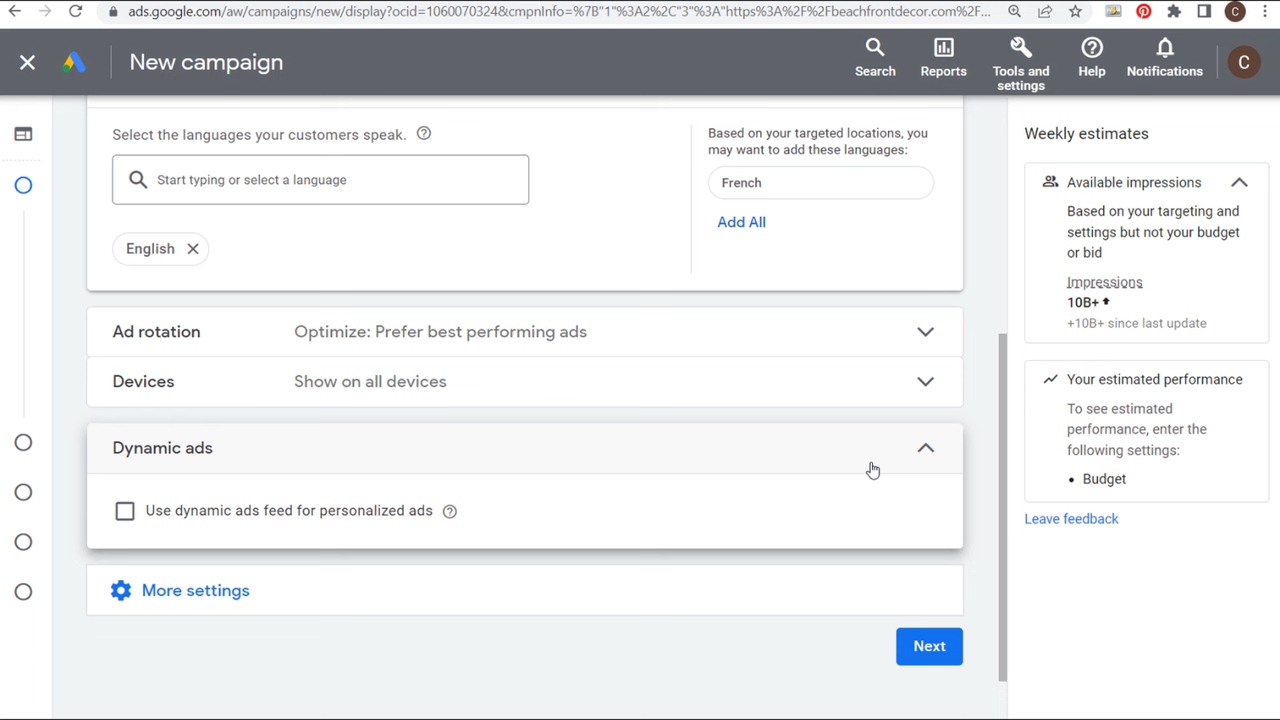 ads.google.com/aw/campaigns/new/display?ocid=1060070324&cmpnInfo=%7B"1"%3A2%2C"3"%3A"https%3A%2F%2Fbeachfrontdecor.com%2F...
C
New campaign
Search
Reports
Tools and
settings
Help
Notifications
C
Select the languages your customers speak.
Start typing or select a language
English
Based on your targeted locations, you
may want to add these languages:
French
Add All
Ad rotation
Optimize: Prefer best performing ads
Devices
Show on all devices
Dynamic ads
Use dynamic ads feed for personalized ads
More settings
Next
Weekly estimates
Available impressions
Based on your targeting and
settings but not your budget
or bid
Impressions
10B+
+10B+ since last update
Your estimated performance
To see estimated
performance, enter the
following settings:
• Budget
Leave feedback